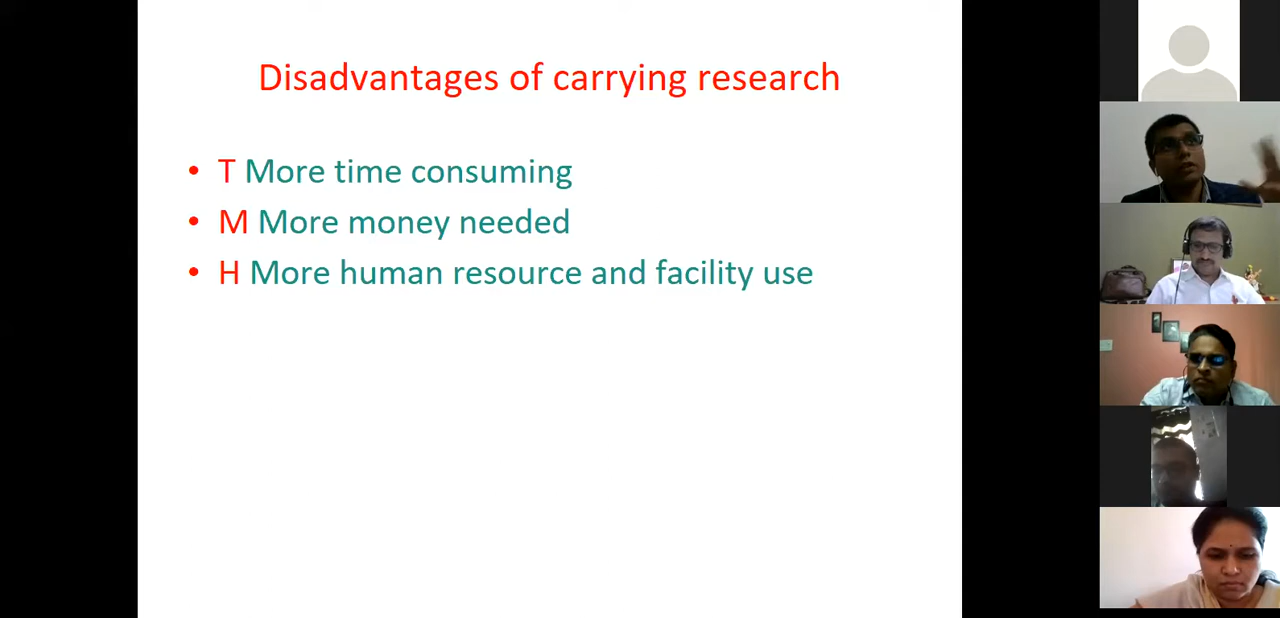 Disadvantages of carrying research
• T More time consuming
• M More money needed
• H More human resource and facility use